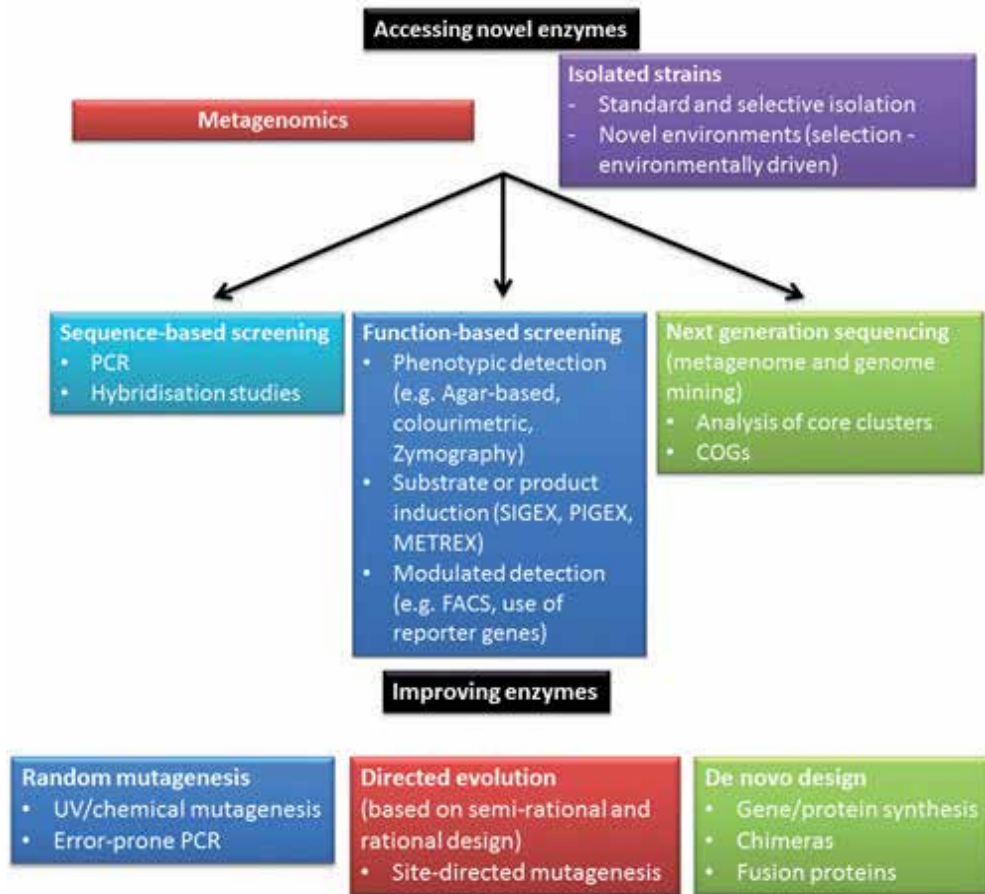 Accessing novel enzymes
Metagenomics
Isolated strains
- Standard and selective isolation
- Novel environments (selection -
environmentally driven)
Sequence-based screening
• PCR
• Hybridisation studies
Function-based screening
• Phenotypic detection
(e.g. Agar-based,
colourimetric,
Zymography)
• Substrate or product
induction (SIGEX, PIGEX,
METREX)
• Modulated detection
(e.g. FACS, use of
reporter genes)
Next generation sequencing
(metagenome and genome
mining)
• Analysis of core clusters
• COGs
Improving enzymes
Random mutagenesis
• UV/chemical mutagenesis
• Error-prone PCR
Directed evolution
(based on semi-rational and
rational design)
• Site-directed mutagenesis
De novo design
• Gene/protein synthesis
• Chimeras
• Fusion proteins